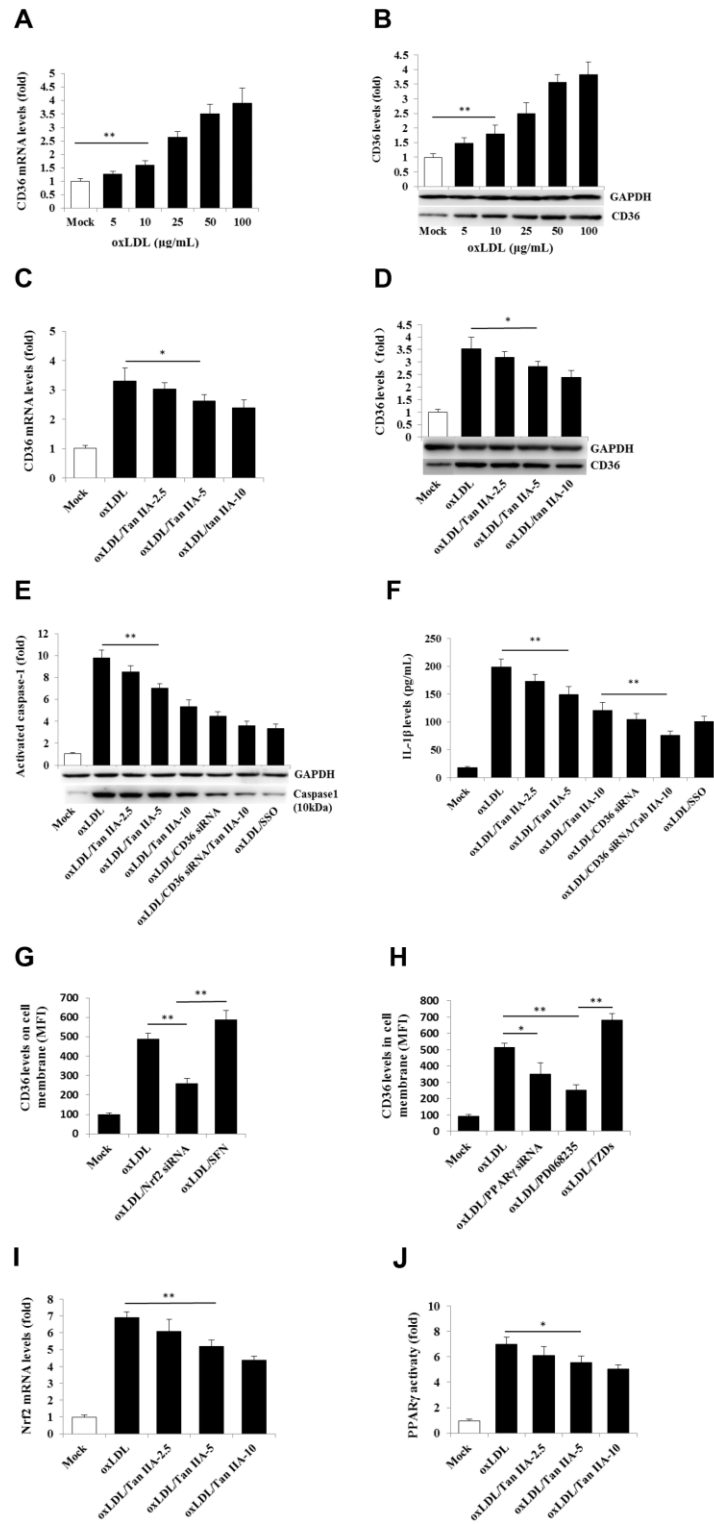 A
CD36 mRNA levels (fold)
5
4.5
4
3.5
3
2.5
2
1.5
1
0.5
**
Mock 5 10 25 50 100
oxLDL (μg/mL)
B
CD36 levels (fold)
4.5
4
3.5
3
2.5
2
1.5
1
0.5
0
**
GAPDH
CD36
Mock 5 10 25 50 100
oxLDL (μg/mL)
C
CD36 mRNA levels (fold)
5
4
3
2
1
0
*
Mock
oxLDL
oxLDL/Tan IIA-2.5
oxLDL/Tan IIA-5
oxLDL/tan IIA-10
D
CD36 levels (fold)
4.5
4
3.5
3
2.5
2
1.5
1
0.5
0
*
GAPDH
CD36
Mock
oxLDL
oxLDL/Tan IIA-2.5
oxLDL/Tan IIA-5
oxLDL/tan IIA-10
E
Activated caspase-1 (fold)
12
10
8
6
4
2
0
**
GAPDH
Caspase1
(10kDa)
Mock
oxLDL
oxLDL/Tan IIA-2.5
oxLDL/Tan IIA-5
oxLDL/Tan IIA-10
oxLDL/CD36 siRNA
oxLDL/CD36 siRNA/Tan IIA-10
oxLDL/SSO
F
IL-1β levels (pg/mL)
250
200
150
100
50
0
**
**
Mock
oxLDL
oxLDL/Tan IIA-2.5
oxLDL/Tan IIA-5
oxLDL/Tan IIA-10
oxLDL/CD36 siRNA
oxLDL/CD36 siRNA/Tab IIA-10
oxLDL/SSO
G
CD36 levels on cell
membrane (MFI)
700
600
500
400
300
200
100
0
**
**
Mock
oxLDL
oxLDL/Nrf2 siRNA
oxLDL/SFN
H
CD36 levels in cell
membrane (MFI)
800
700
600
500
400
300
200
100
0
**
**
*
Mock
oxLDL
oxLDL/PPARγ siRNA
oxLDL/PD068235
oxLDL/TZDs
I
Nrf2 mRNA levels (fold)
8
7
6
5
4
3
2
1
0
**
Mock
oxLDL
oxLDL/Tan IIA-2.5
oxLDL/Tan IIA-5
oxLDL/Tan IIA-10
J
PPARγ activaty (fold)
10
8
6
4
2
0
*
Mock
oxLDL
oxLDL/Tan IIA-2.5
oxLDL/Tan IIA-5
oxLDL/Tan IIA-10